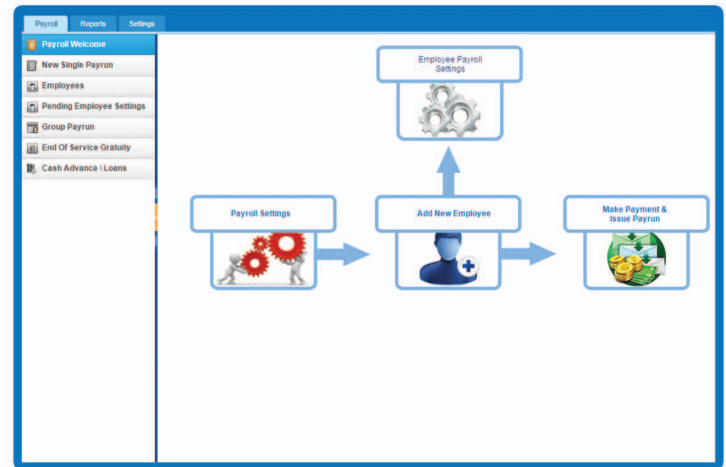 Payroll Reports Settings
Payroll Welcome
New Single Payrun
Employees
Pending Employee Settings
Group Payrun
End Of Service Gratuity
Cash Advance \ Loans
Employee Payroll
Settings
Payroll Settings
Add New Employee
Make Payment &
Issue Payrun